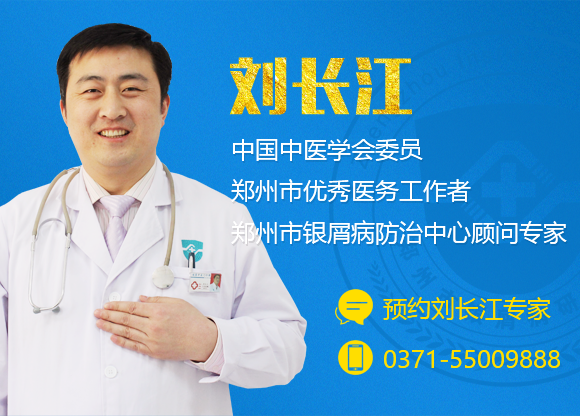 刘长江
中国中医学会委员
郑州市优秀医务工作者
郑州市银屑病防治中心顾问专家
预约刘长江专家
0371-55009888